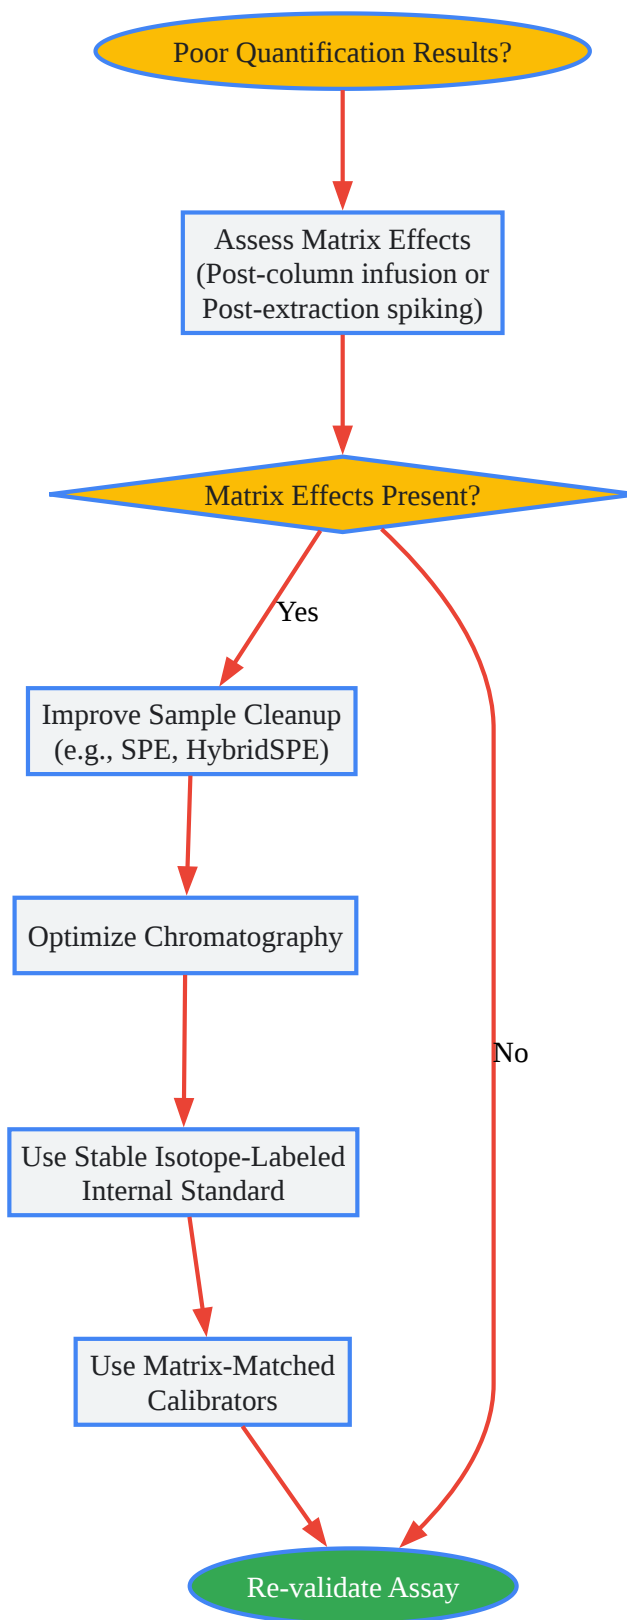 Poor Quantification Results?
Assess Matrix Effects
(Post-column infusion or
Post-extraction spiking)
Matrix Effects Present?
Yes
Improve Sample Cleanup
(e.g., SPE, HybridSPE)
Optimize Chromatography
No
Use Stable Isotope-Labeled
Internal Standard
Use Matrix-Matched
Calibrators
Re-validate Assay